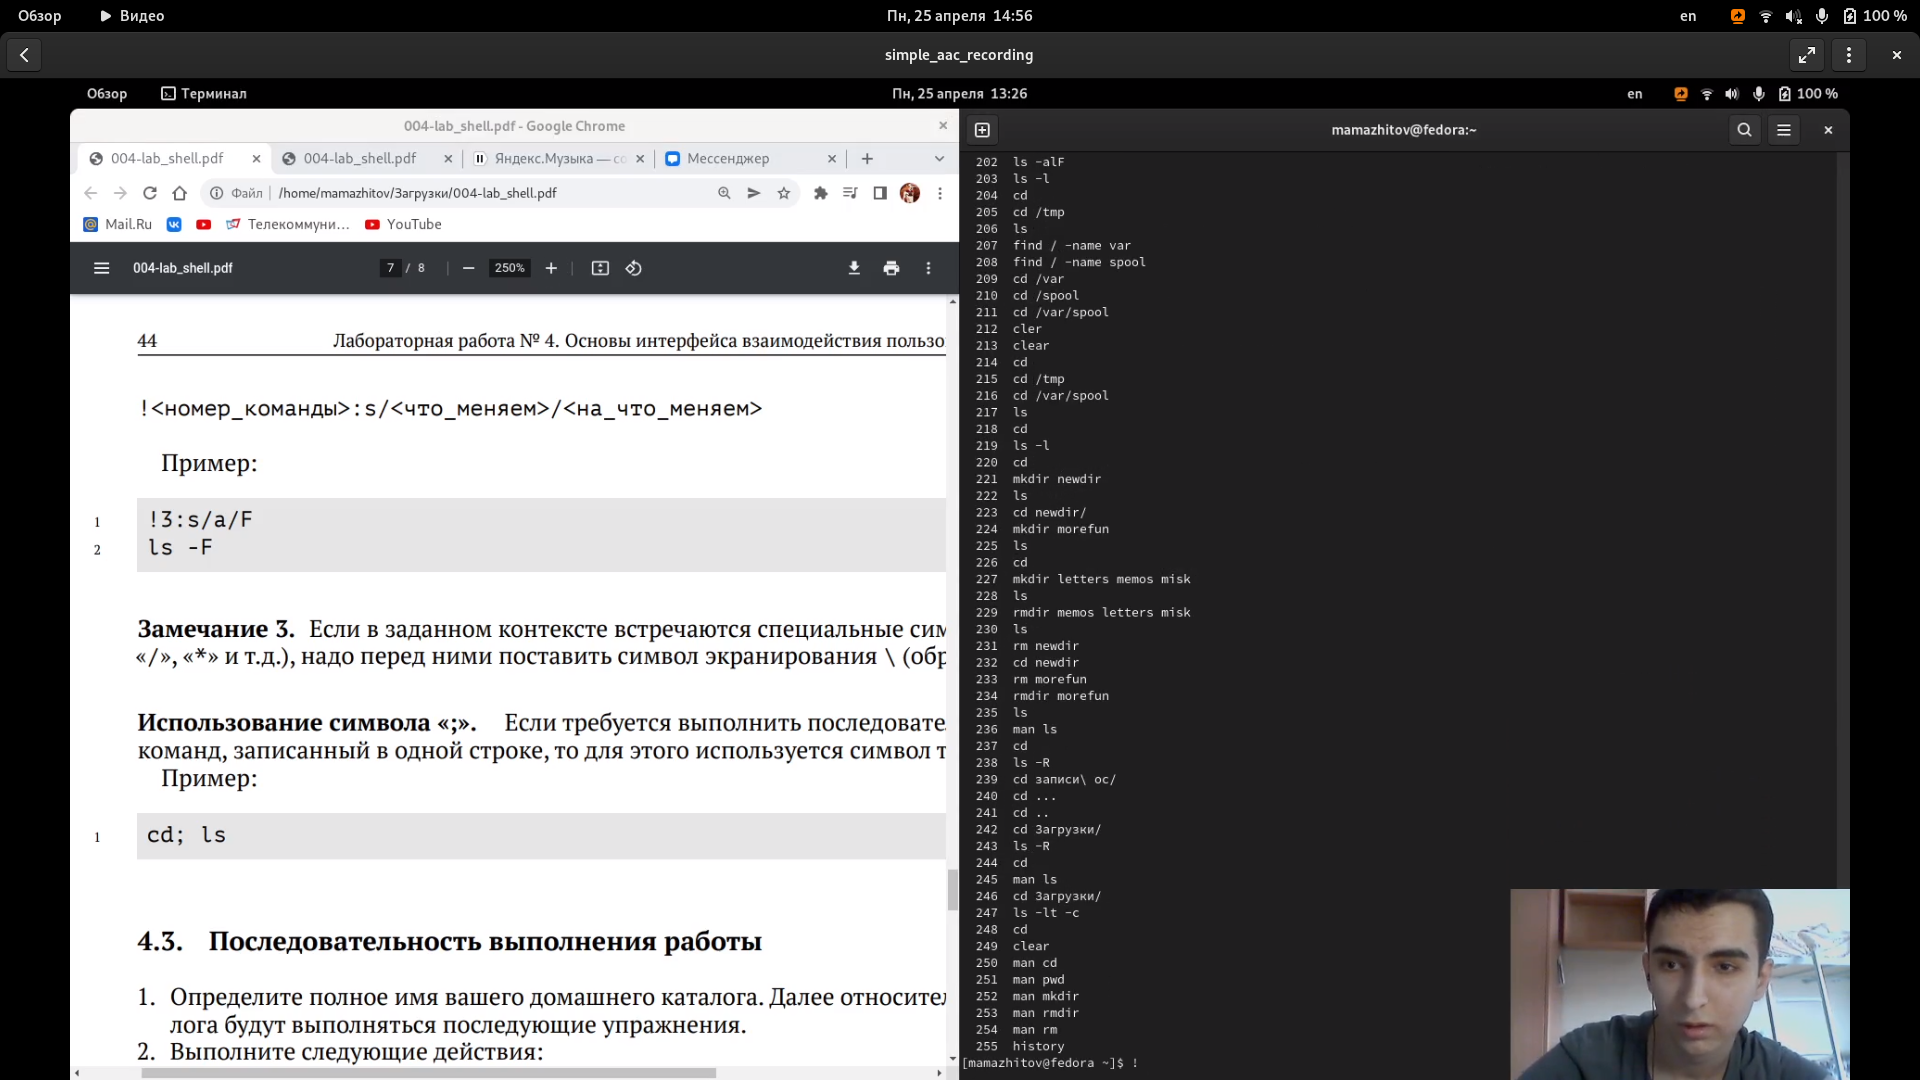 Обзор
Видео
Пн, 25 апреля 14:56
en
100 %
simple_aac_recording
Обзор
Терминал
Пн, 25 апреля 13:26
en
100 %
004-lab_shell.pdf - Google Chrome
004-lab_shell.pdf
004-lab_shell.pdf
Яндекс.Музыка — со
Мессенджер
Файл
/home/mamazhitov/Загрузки/004-lab_shell.pdf
Mail.Ru
Телекоммуни…
YouTube
004-lab_shell.pdf
7 / 8
250%
44
Лабораторная работа № 4. Основы интерфейса взаимодействия пользо
!<номер_команды>:s/<что_меняем>/<на_что_меняем>
Пример:
1 !3:s/a/F
2 ls -F
Замечание 3. Если в заданном контексте встречаются специальные сим
«/», «*» и т.д.), надо перед ними поставить символ экранирования \ (обр
Использование символа «;». Если требуется выполнить последовате
команд, записанный в одной строке, то для этого используется символ т
Пример:
1 cd; ls
4.3. Последовательность выполнения работы
1. Определите полное имя вашего домашнего каталога. Далее относител
лога будут выполняться последующие упражнения.
2. Выполните следующие действия:
mamazhitov@fedora:~
202 ls -alF
203 ls -l
204 cd
205 cd /tmp
206 ls
207 find / -name var
208 find / -name spool
209 cd /var
210 cd /spool
211 cd /var/spool
212 cler
213 clear
214 cd
215 cd /tmp
216 cd /var/spool
217 ls
218 cd
219 ls -l
220 cd
221 mkdir newdir
222 ls
223 cd newdir/
224 mkdir morefun
225 ls
226 cd
227 mkdir letters memos misk
228 ls
229 rmdir memos letters misk
230 ls
231 rm newdir
232 cd newdir
233 rm morefun
234 rmdir morefun
235 ls
236 man ls
237 cd
238 ls -R
239 cd записи\ ос/
240 cd ...
241 cd ..
242 cd Загрузки/
243 ls -R
244 cd
245 man ls
246 cd Загрузки/
247 ls -lt -c
248 cd
249 clear
250 man cd
251 man pwd
252 man mkdir
253 man rmdir
254 man rm
255 history
[mamazhitov@fedora ~]$ !